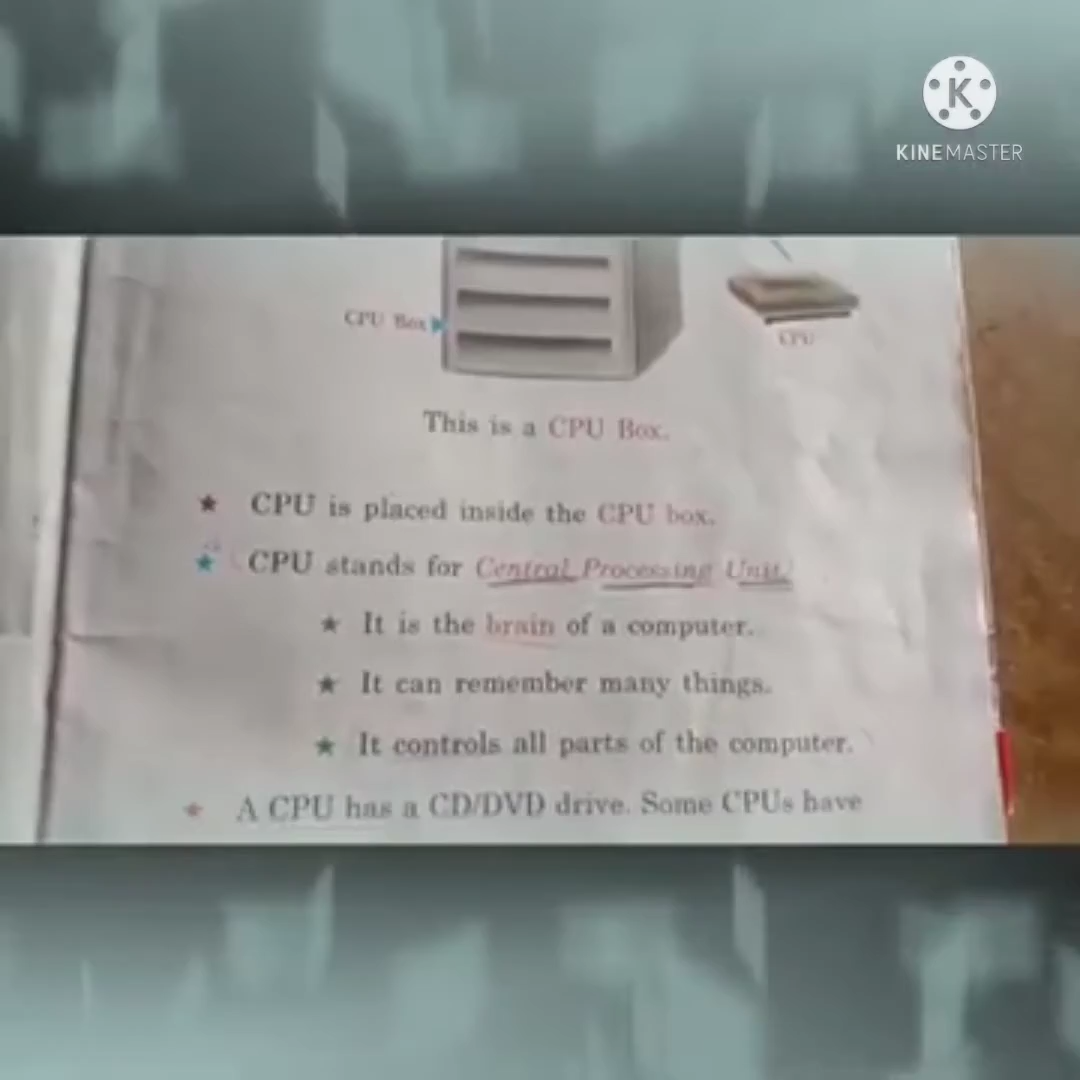 KINEMASTER
CPU Box
CPU
This is a CPU Box.
★ CPU is placed inside the CPU box.
★ CPU stands for Central Processing Unit.
★ It is the brain of a computer.
★ It can remember many things.
★ It controls all parts of the computer.
★ A CPU has a CD/DVD drive. Some CPUs have